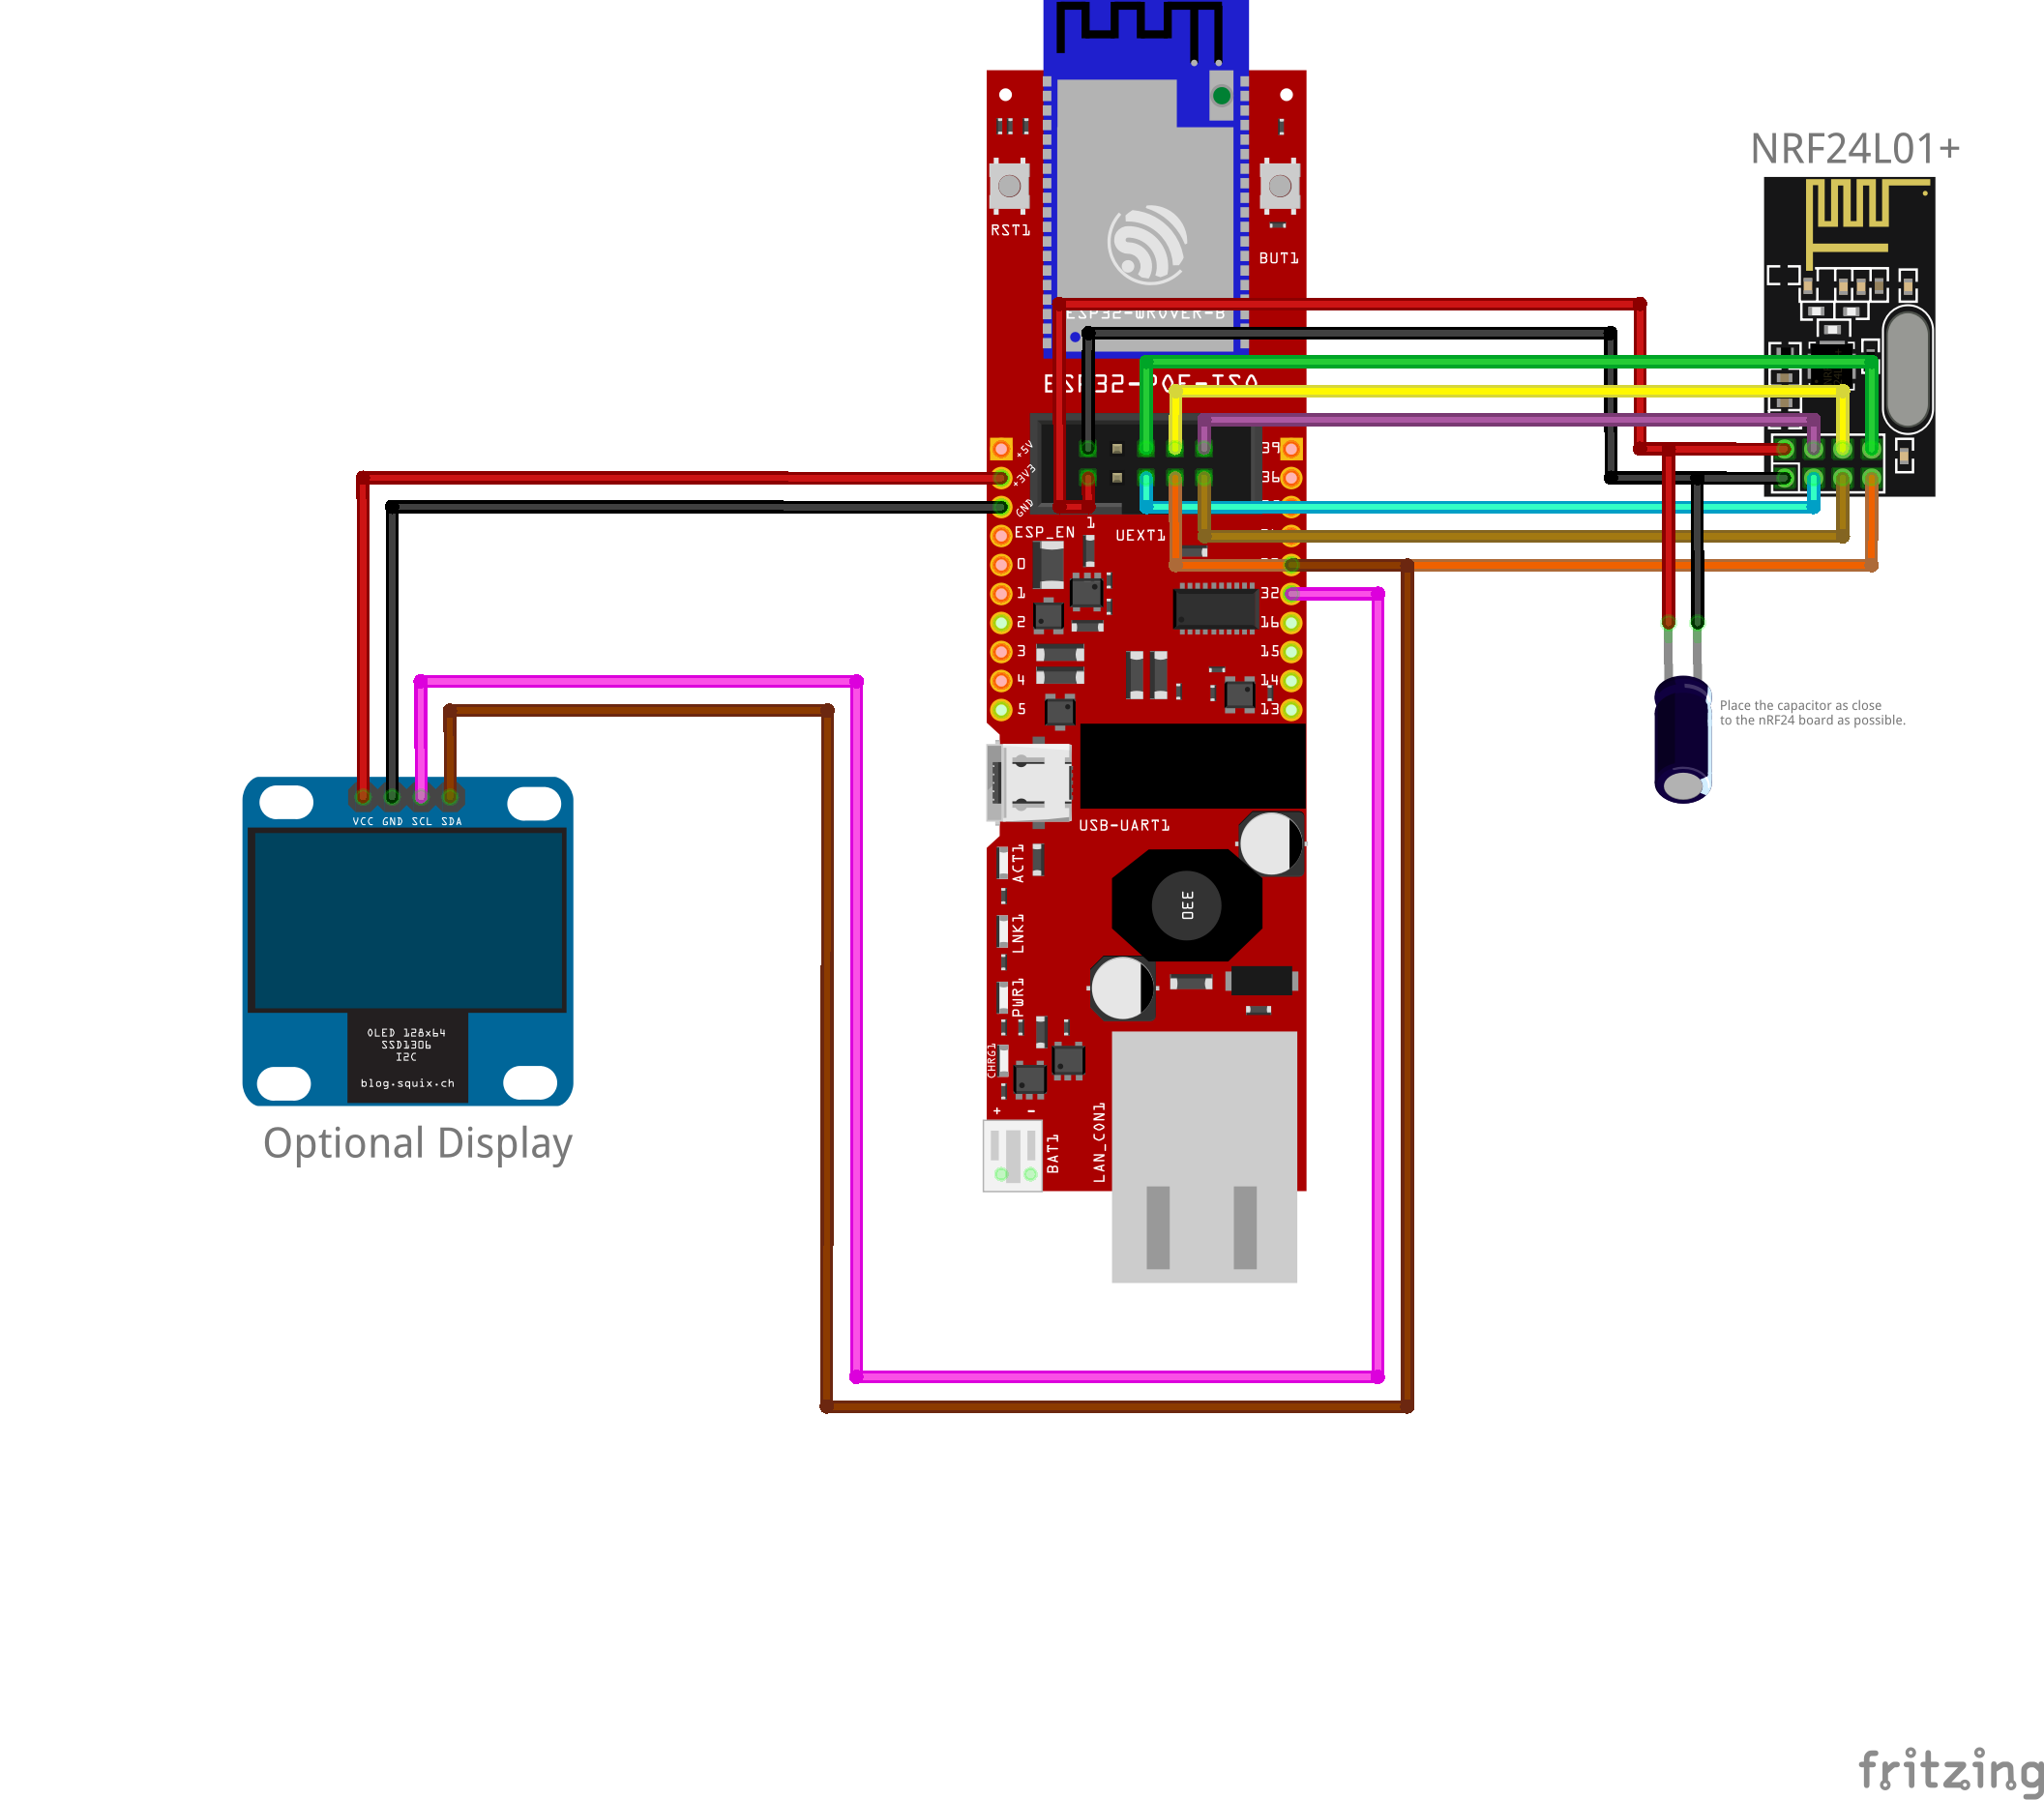 NRF24L01+
RST1
BUT1
ESP32-WROVER-B
ESP32-POE-ISO
+5V
+3V3
GND
39
36
ESP_EN
1
UEXT1
0
1
2
3
4
5
32
16
15
14
13
Place the capacitor as close
to the nRF24 board as possible.
VCC GND SCL SDA
USB-UART1
ACT1
LNK1
PWR1
CHRG1
330
OLED 128x64
SSD1306
I2C
blog.squix.ch
Optional Display
+ -
BAT1
LAN_CON1
fritzing